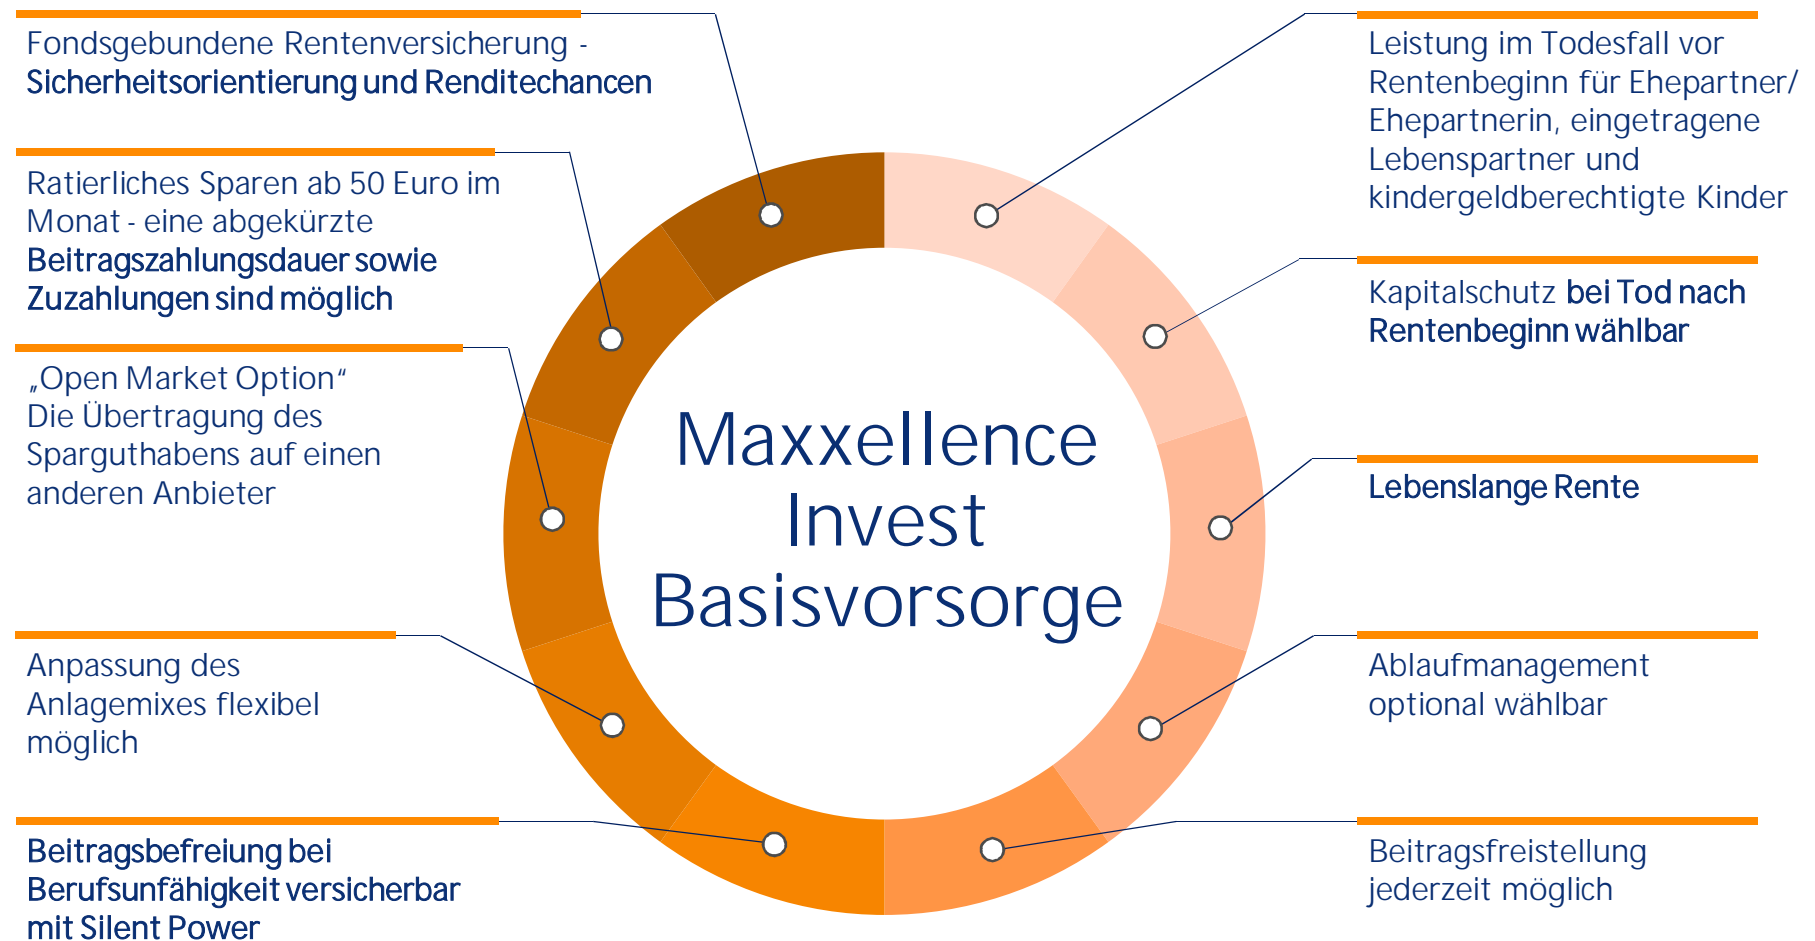 Fondsgebundene Rentenversicherung -
Sicherheitsorientierung und Renditechancen
Ratierliches Sparen ab 50 Euro im
Monat - eine abgekürzte
Beitragszahlungsdauer sowie
Zuzahlungen sind möglich
„Open Market Option“
Die Übertragung des
Sparguthabens auf einen
anderen Anbieter
Anpassung des
Anlagemixes flexibel
möglich
Beitragsbefreiung bei
Berufsunfähigkeit versicherbar
mit Silent Power
Maxxellence
Invest
Basisvorsorge
Leistung im Todesfall vor
Rentenbeginn für Ehepartner/
Ehepartnerin, eingetragene
Lebenspartner und
kindergeldberechtigte Kinder
Kapitalschutz bei Tod nach
Rentenbeginn wählbar
Lebenslange Rente
Ablaufmanagement
optional wählbar
Beitragsfreistellung
jederzeit möglich